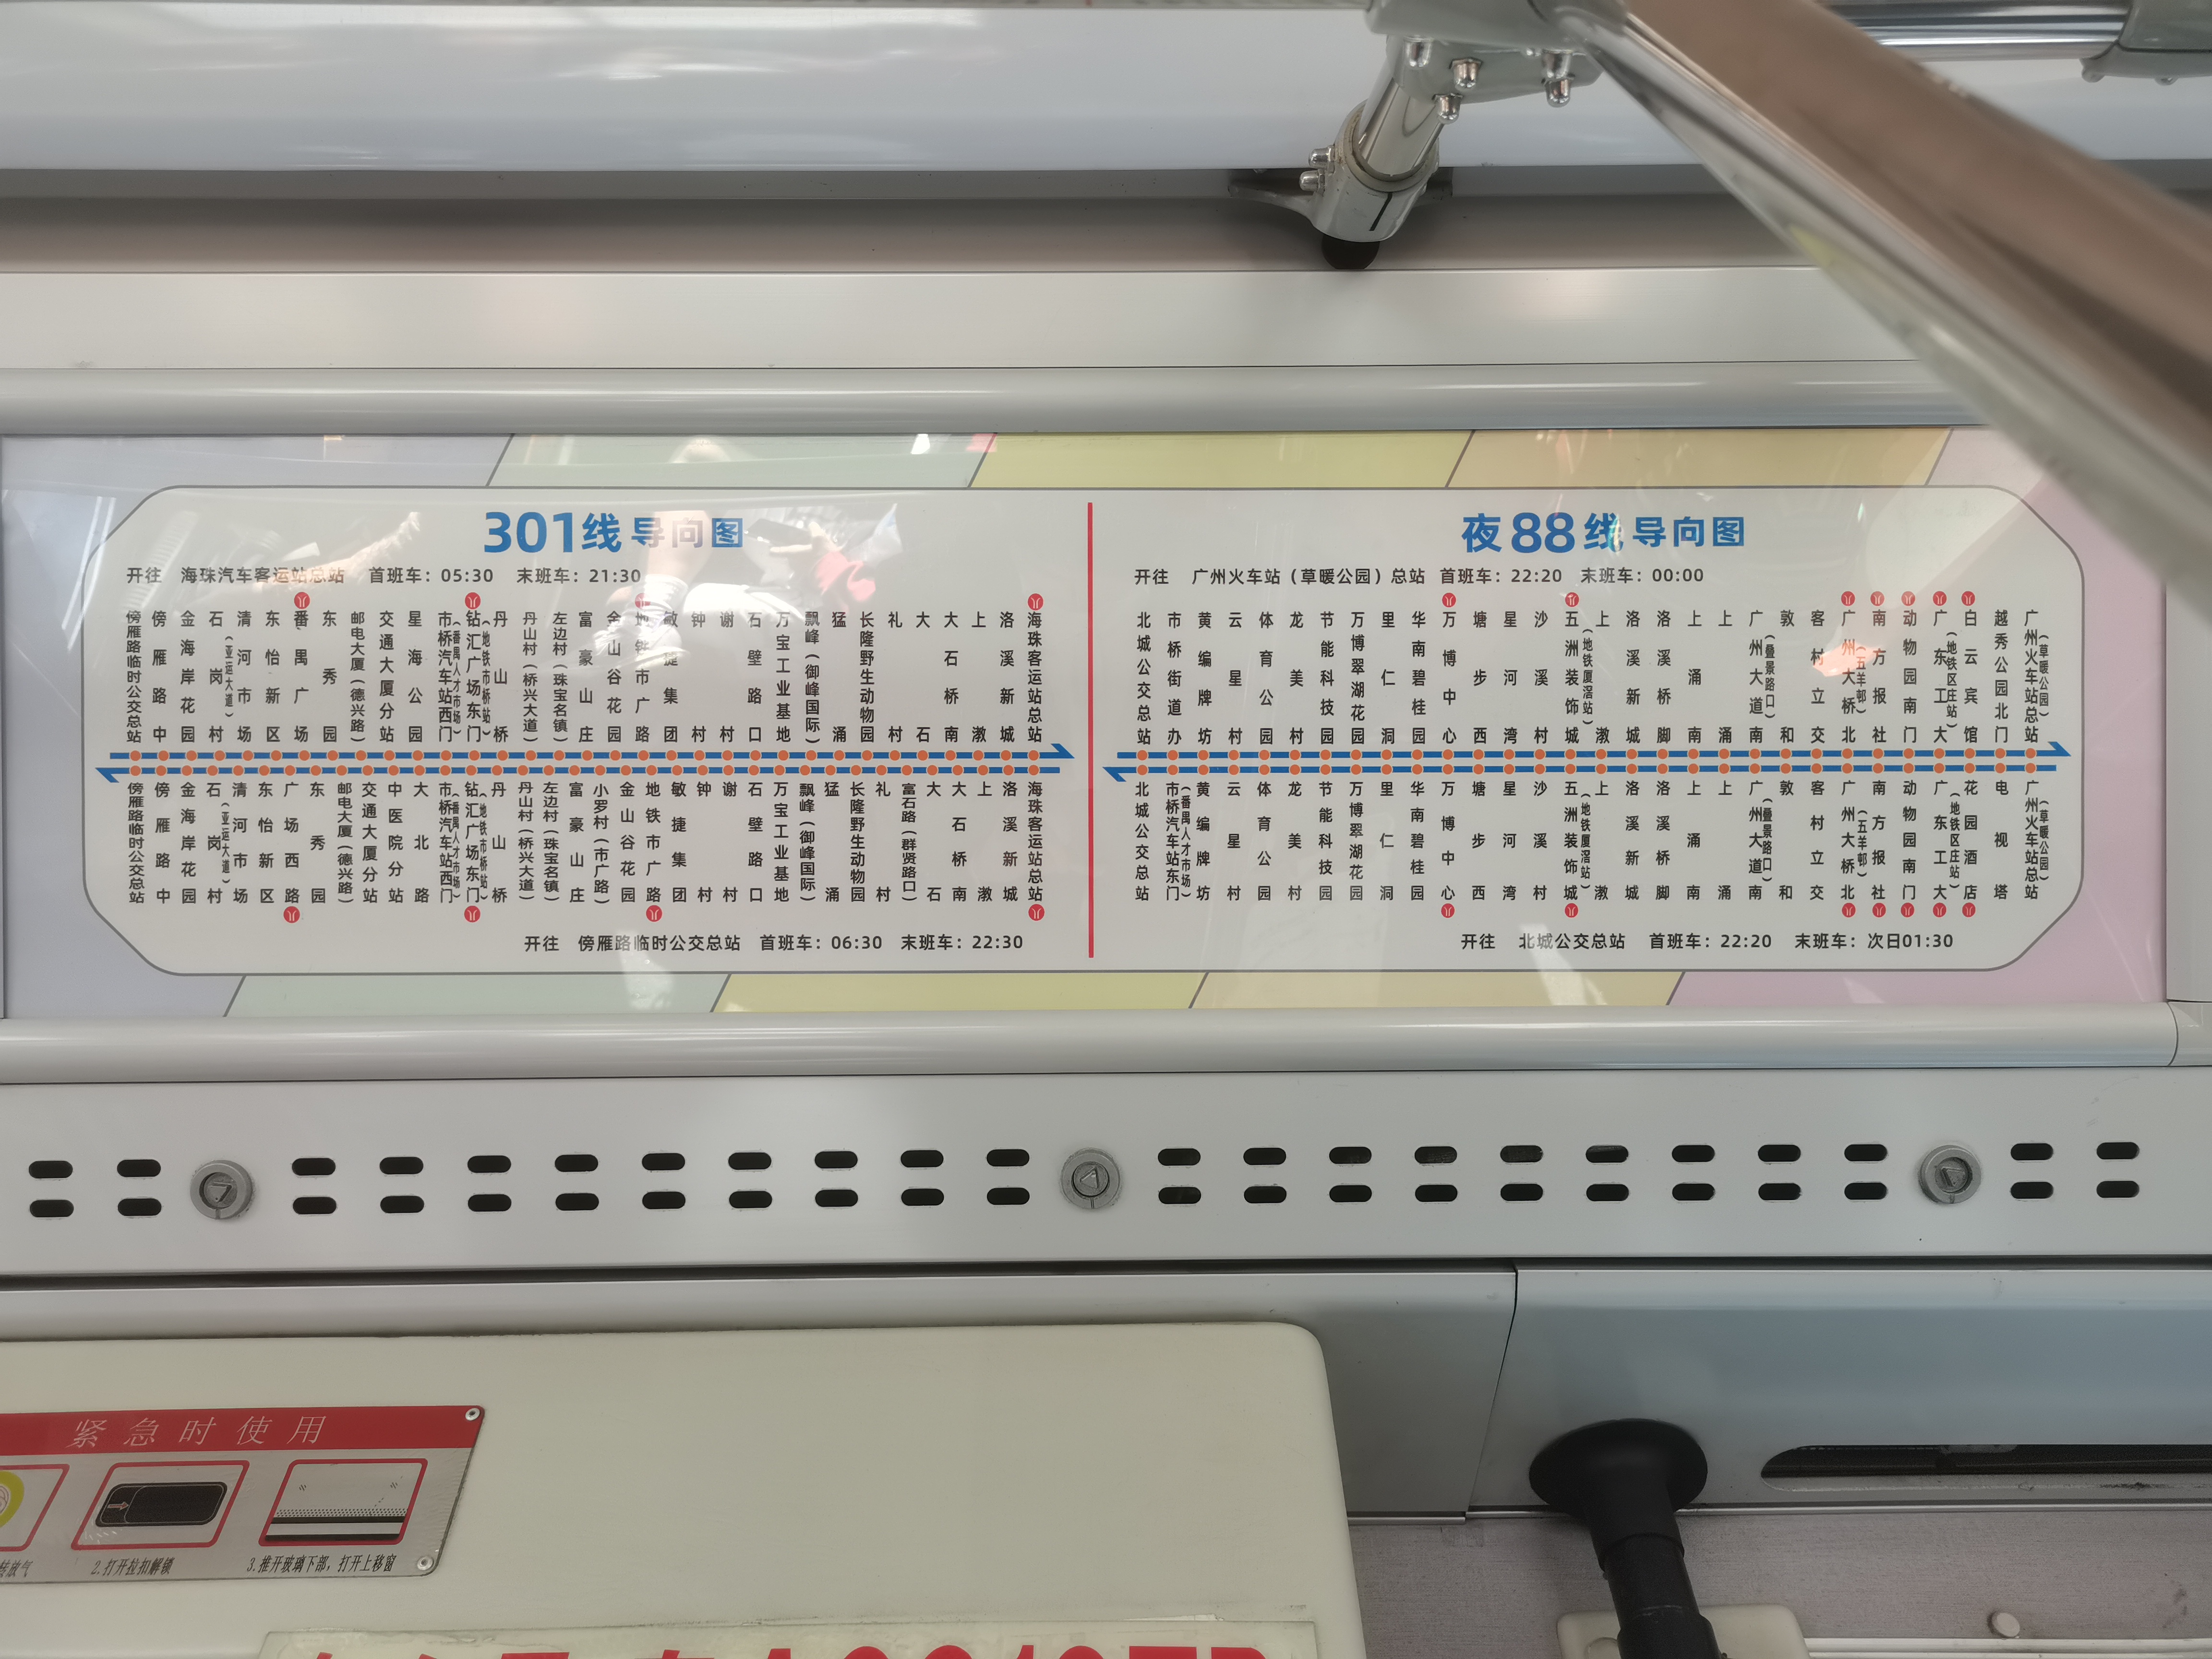 301线导向图
开往 海珠汽车客运站总站 首班车：05:30 末班车：21:30
傍雁路临时公交总站
傍雁路中
金海岸花园
石岗村（亚运大道）
清河市场
东怡新区
番禺广场
东秀园
邮电大厦（德兴路）
交通大厦分站
星海公园
市桥汽车站西门（番禺人才市场）
钻汇广场东门（地铁市桥站）
丹山桥
丹山村（桥兴大道）
左边村（珠宝名镇）
富豪山庄
金山谷花园
地铁市广路
敏捷集团
钟村
谢村
石壁路口
万宝工业基地
飘峰（御峰国际）
猛涌
长隆野生动物园
礼村
大石
大石桥南
上漖
洛溪新城
海珠客运站总站
傍雁路临时公交总站
傍雁路中
金海岸花园
石岗村（亚运大道）
清河市场
东怡新区
广场西路
东秀园
邮电大厦（德兴路）
交通大厦分站
中医院分站
大北路
市桥汽车站西门（番禺人才市场）
钻汇广场东门（地铁市桥站）
丹山桥
丹山村（桥兴大道）
左边村（珠宝名镇）
富豪山庄
小罗村（市广路）
金山谷花园
地铁市广路
敏捷集团
钟村
谢村
石壁路口
万宝工业基地
飘峰（御峰国际）
猛涌
长隆野生动物园
礼村
富石路（群贤路口）
大石
大石桥南
上漖
洛溪新城
海珠客运站总站
开往 傍雁路临时公交总站 首班车：06:30 末班车：22:30
夜88线导向图
开往 广州火车站（草暖公园）总站 首班车：22:20 末班车：00:00
北城公交总站
市桥街道办
黄编牌坊
云星村
体育公园
龙美村
节能科技园
万博翠湖花园
里仁洞
华南碧桂园
万博中心
塘步西
星河湾
沙溪村
五洲装饰城（地铁厦滘站）
上漖
洛溪新城
洛溪桥脚
上涌南
上涌
广州大道南（叠景路口）
敦和
客村立交
广州大桥北（五羊邨）
南方报社
动物园南门
广东工大（地铁区庄站）
白云宾馆
越秀公园北门
广州火车站总站（草暖公园）
北城公交总站
市桥汽车站东门（番禺人才市场）
黄编牌坊
云星村
体育公园
龙美村
节能科技园
万博翠湖花园
里仁洞
华南碧桂园
万博中心
塘步西
星河湾
沙溪村
五洲装饰城（地铁厦滘站）
上漖
洛溪新城
洛溪桥脚
上涌南
上涌
广州大道南（叠景路口）
敦和
客村立交
广州大桥北（五羊邨）
南方报社
动物园南门
广东工大（地铁区庄站）
花园酒店
电视塔
广州火车站总站（草暖公园）
开往 北城公交总站 首班车：22:20 末班车：次日01:30
紧急时使用
放气
2.打开拉扣解锁
3.推开玻璃下部，打开上移窗